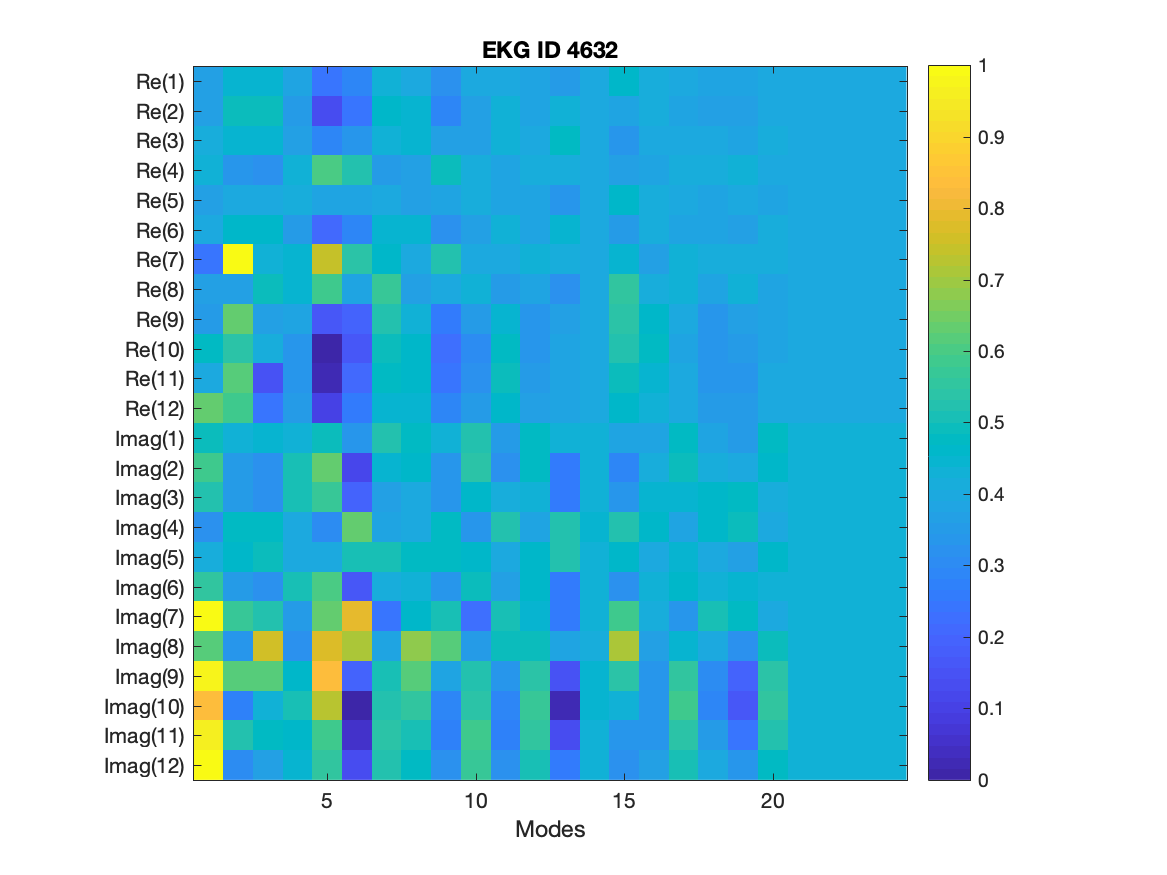 EKG ID 4632
Re(1)
Re(2)
Re(3)
Re(4)
Re(5)
Re(6)
Re(7)
Re(8)
Re(9)
Re(10)
Re(11)
Re(12)
Imag(1)
Imag(2)
Imag(3)
Imag(4)
Imag(5)
Imag(6)
Imag(7)
Imag(8)
Imag(9)
Imag(10)
Imag(11)
Imag(12)
5 10 15 20
Modes
1
0.9
0.8
0.7
0.6
0.5
0.4
0.3
0.2
0.1
0